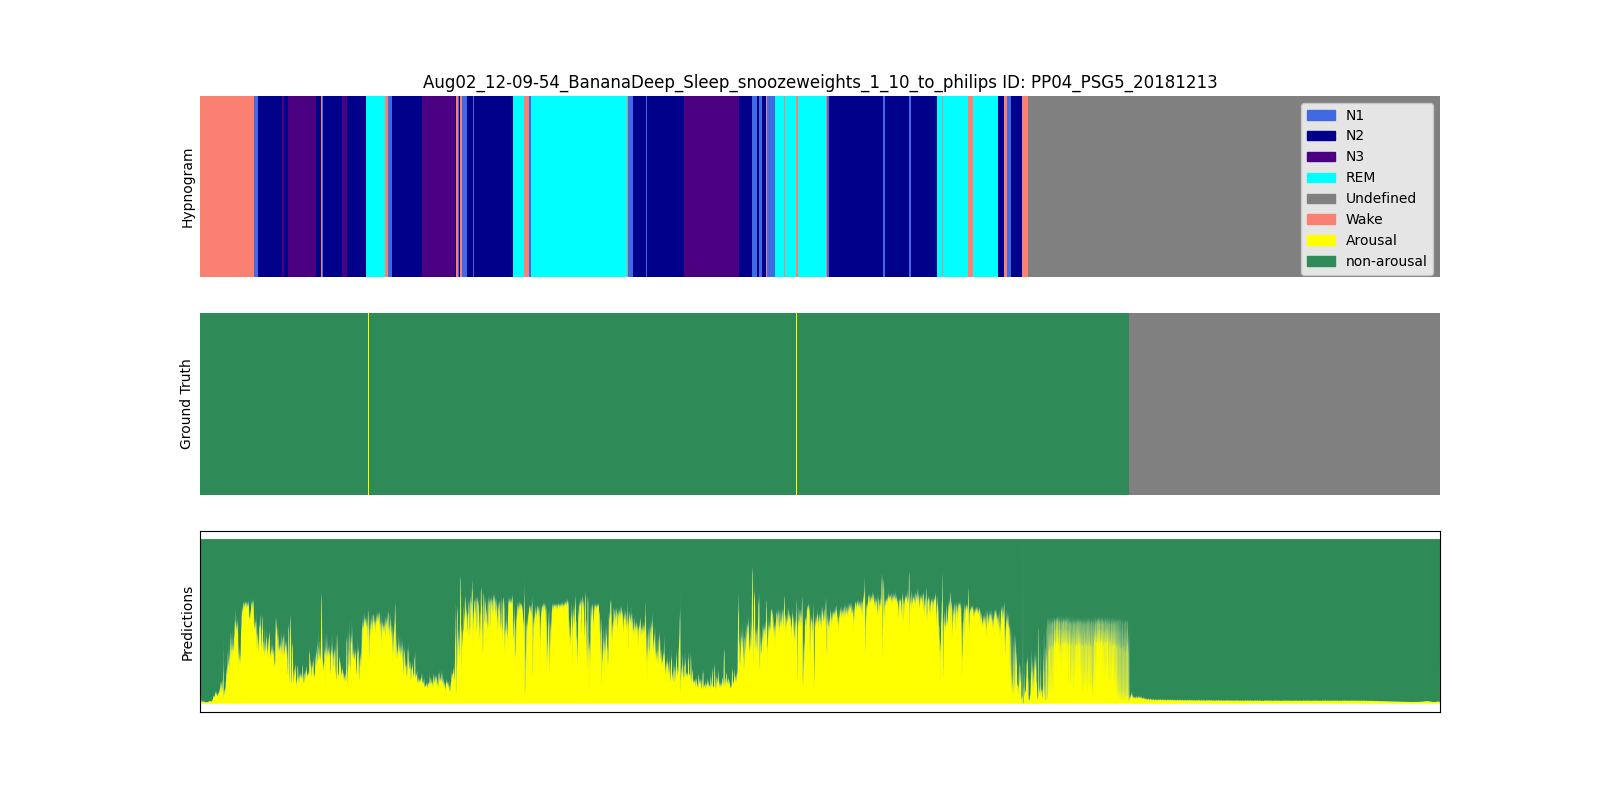 Aug02_12-09-54_BananaDeep_Sleep_snoozeweights_1_10_to_philips ID: PP04_PSG5_20181213
Hypnogram
N1
N2
N3
REM
Undefined
Wake
Arousal
non-arousal
Ground Truth
Predictions